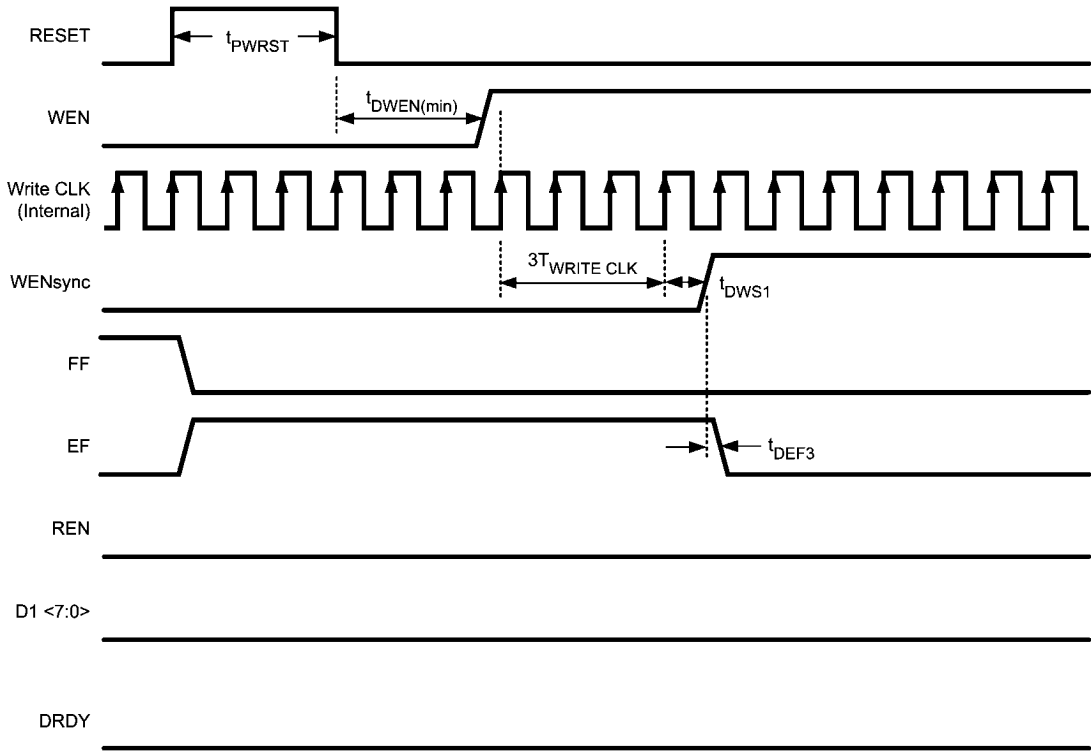 RESET
tPWRST
WEN
tDWEN(min)
Write CLK
(Internal)
WENsync
3TWRITE CLK
tDWS1
FF
EF
tDEF3
REN
D1 <7:0>
DRDY